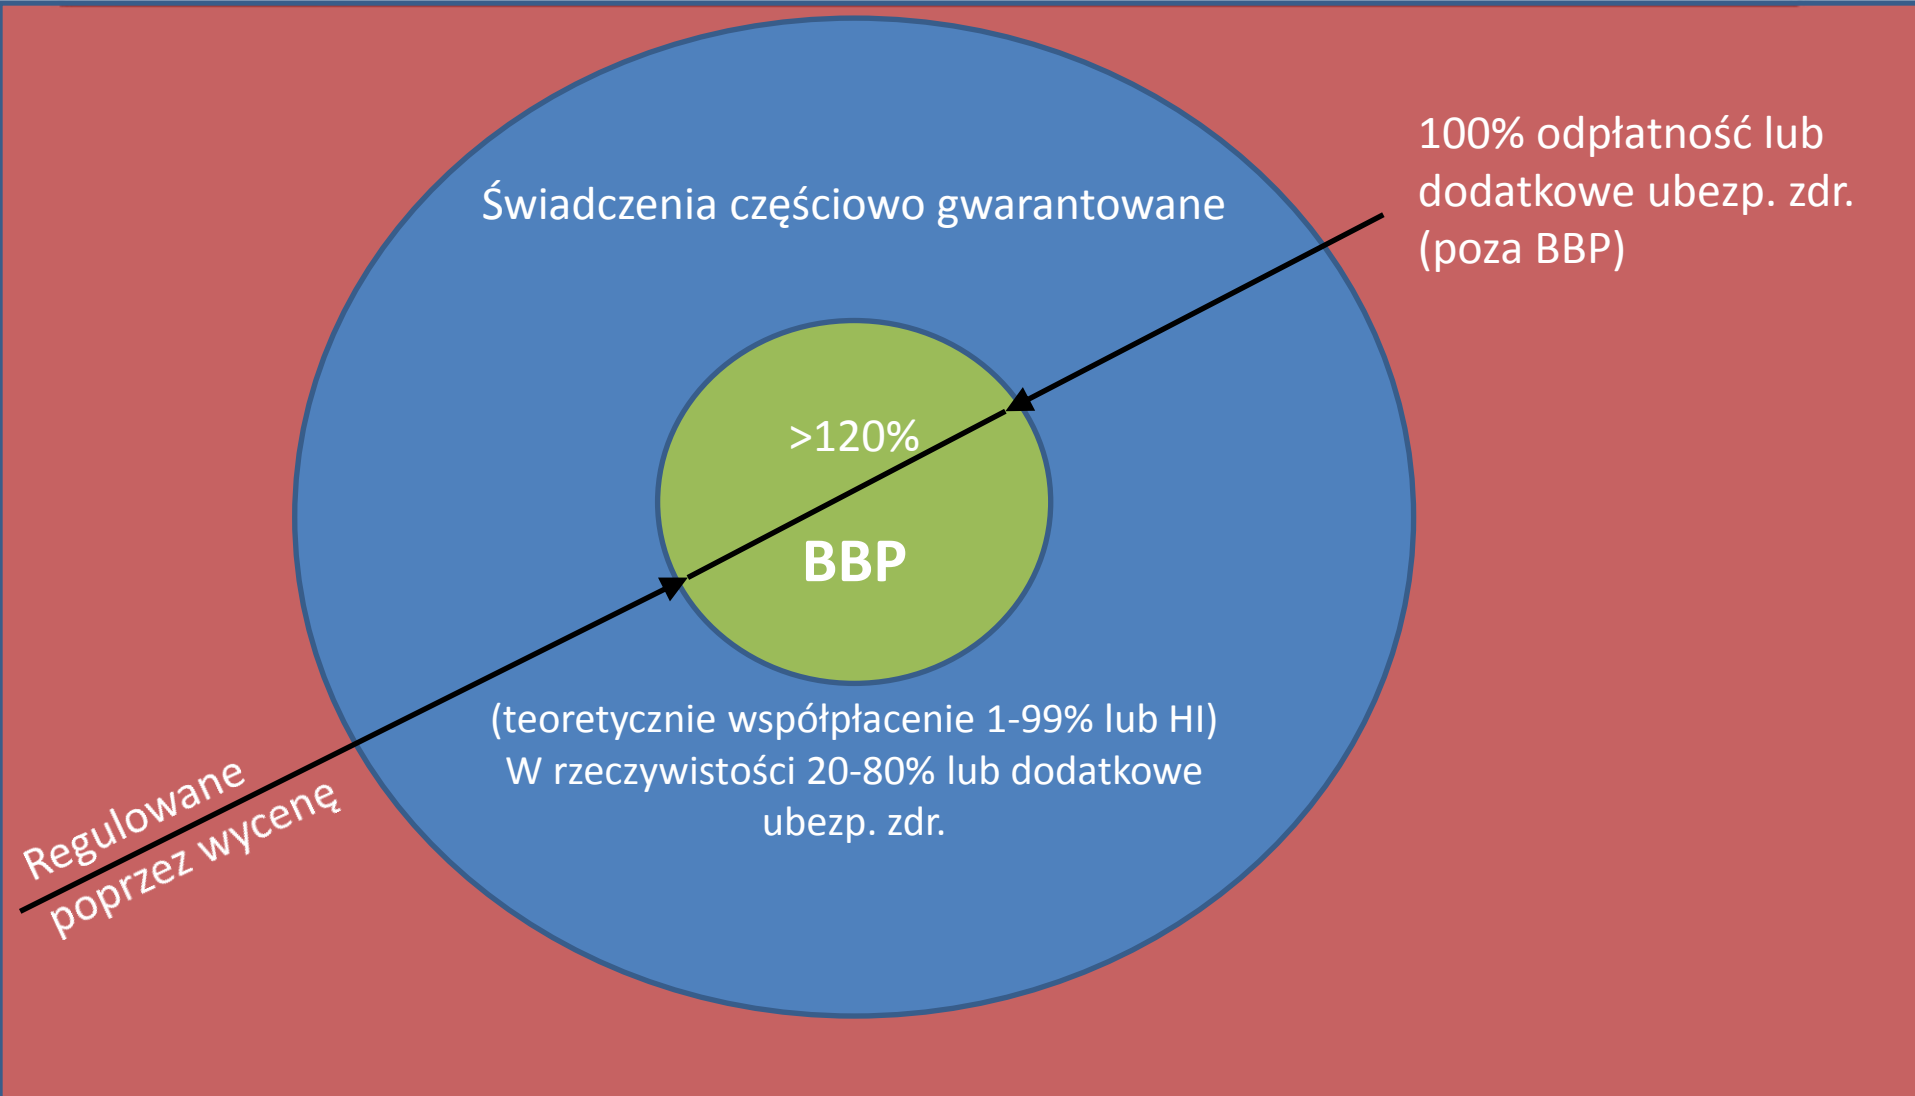 100% odpłatność lub
dodatkowe ubezp. zdr.
(poza BBP)
Świadczenia częściowo gwarantowane
>120%
BBP
(teoretycznie współpłacenie 1-99% lub HI)
W rzeczywistości 20-80% lub dodatkowe
ubezp. zdr.
Regulowane
poprzez wycenę